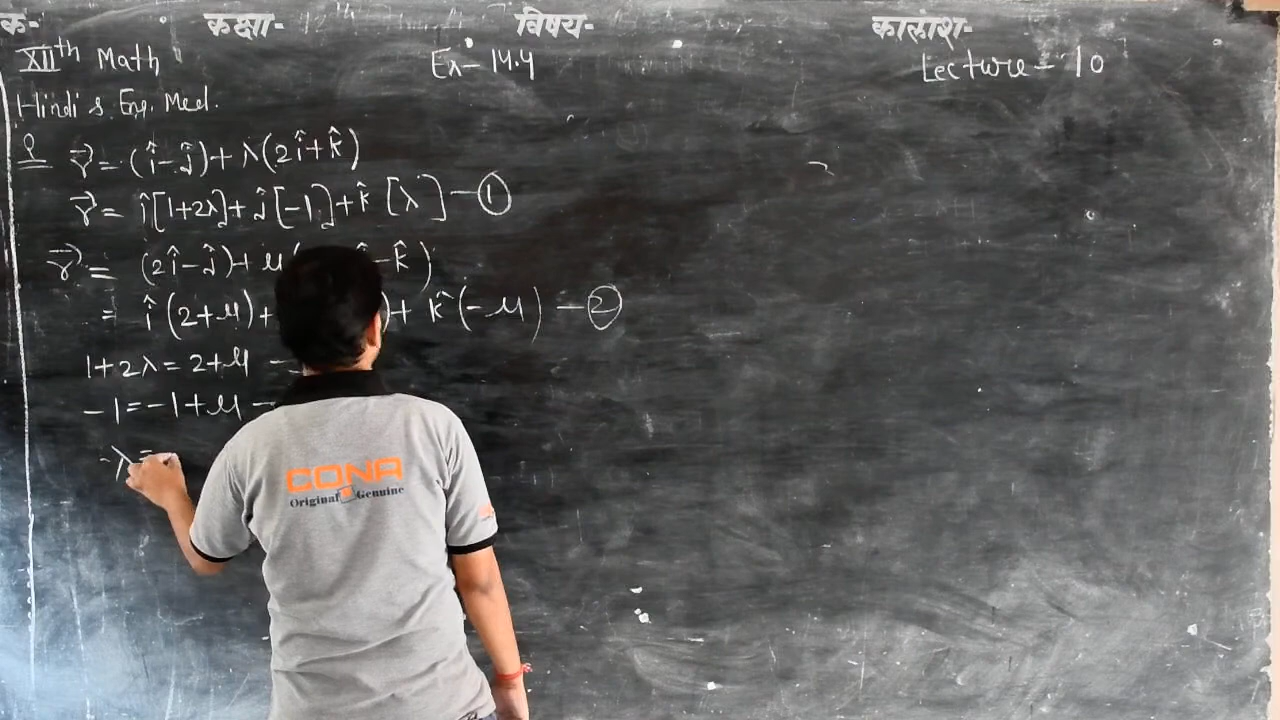 क- कक्षा- 12th विषय- कालांश-
XIIth Math Ex- 14.4 Lecture - 10
Hindi & Eng. Med.
Q r⃗ = (î-ĵ)+ λ(2î+k̂)
r⃗ = î[1+2λ]+ĵ[-1]+k̂[λ] - ①
r⃗ = (2î-ĵ)+ μ( -k̂)
= î(2+μ)+ )+ k̂(-μ) - ②
1+2λ = 2+μ -
-1 = -1+μ -
λ =
CONA
Original Genuine